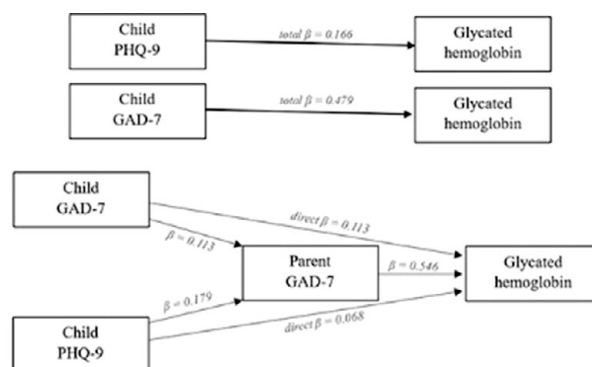 Child
PHQ-9
total β = 0.166
Glycated
hemoglobin
Child
GAD-7
total β = 0.479
Glycated
hemoglobin
Child
GAD-7
direct β = 0.113
β = 0.113
Parent
GAD-7
β = 0.546
Glycated
hemoglobin
β = 0.179
direct β = 0.068
Child
PHQ-9